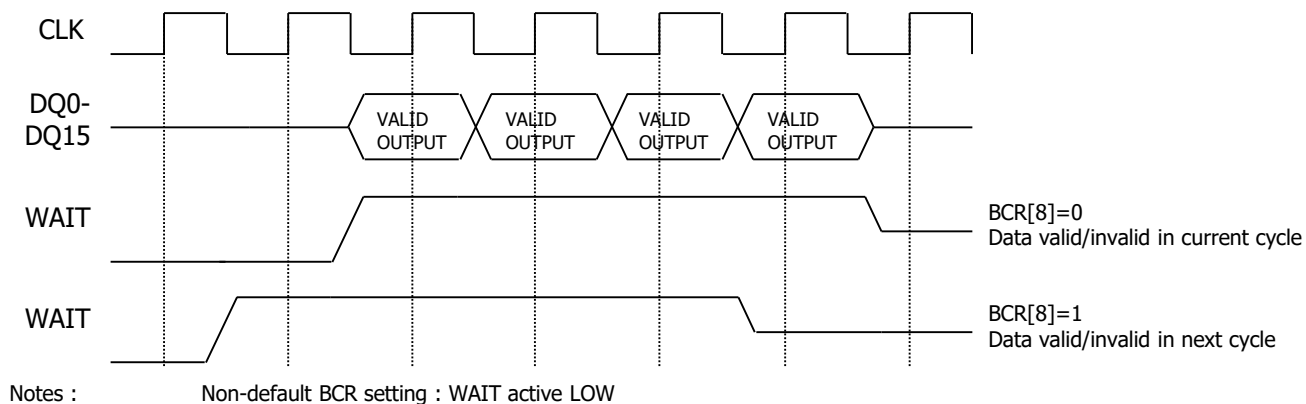 CLK
DQ0-
DQ15
VALID OUTPUT
VALID OUTPUT
VALID OUTPUT
VALID OUTPUT
WAIT
BCR[8]=0
Data valid/invalid in current cycle
WAIT
BCR[8]=1
Data valid/invalid in next cycle
Notes : Non-default BCR setting : WAIT active LOW